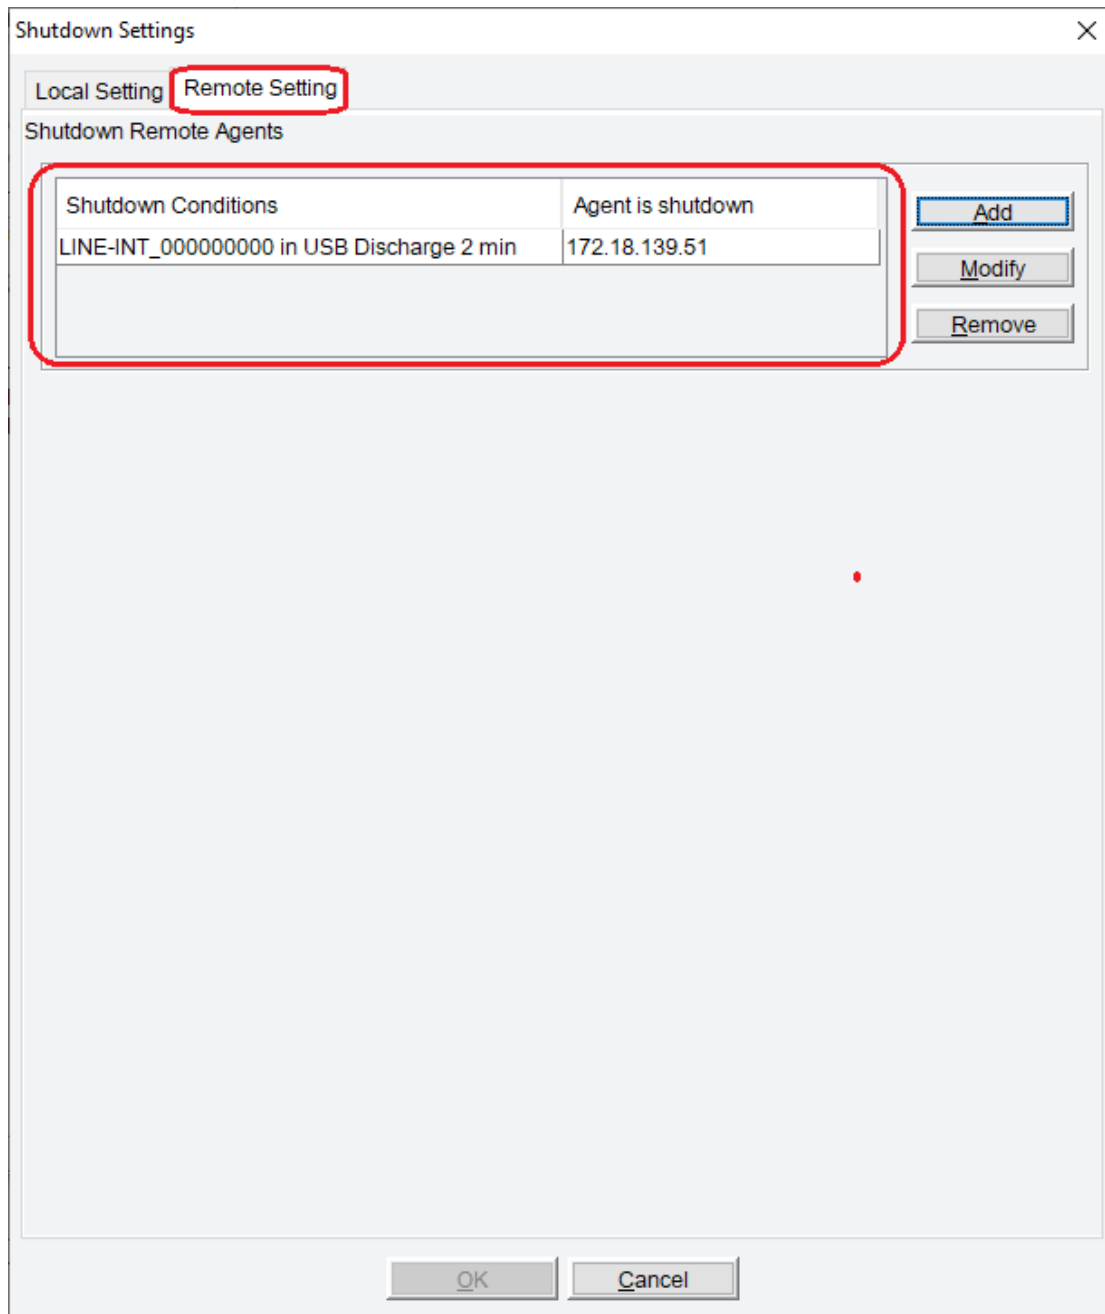 Shutdown Settings
Local Setting
Remote Setting
Shutdown Remote Agents
Shutdown Conditions
Agent is shutdown
LINE-INT_000000000 in USB Discharge 2 min
172.18.139.51
Add
Modify
Remove
OK
Cancel